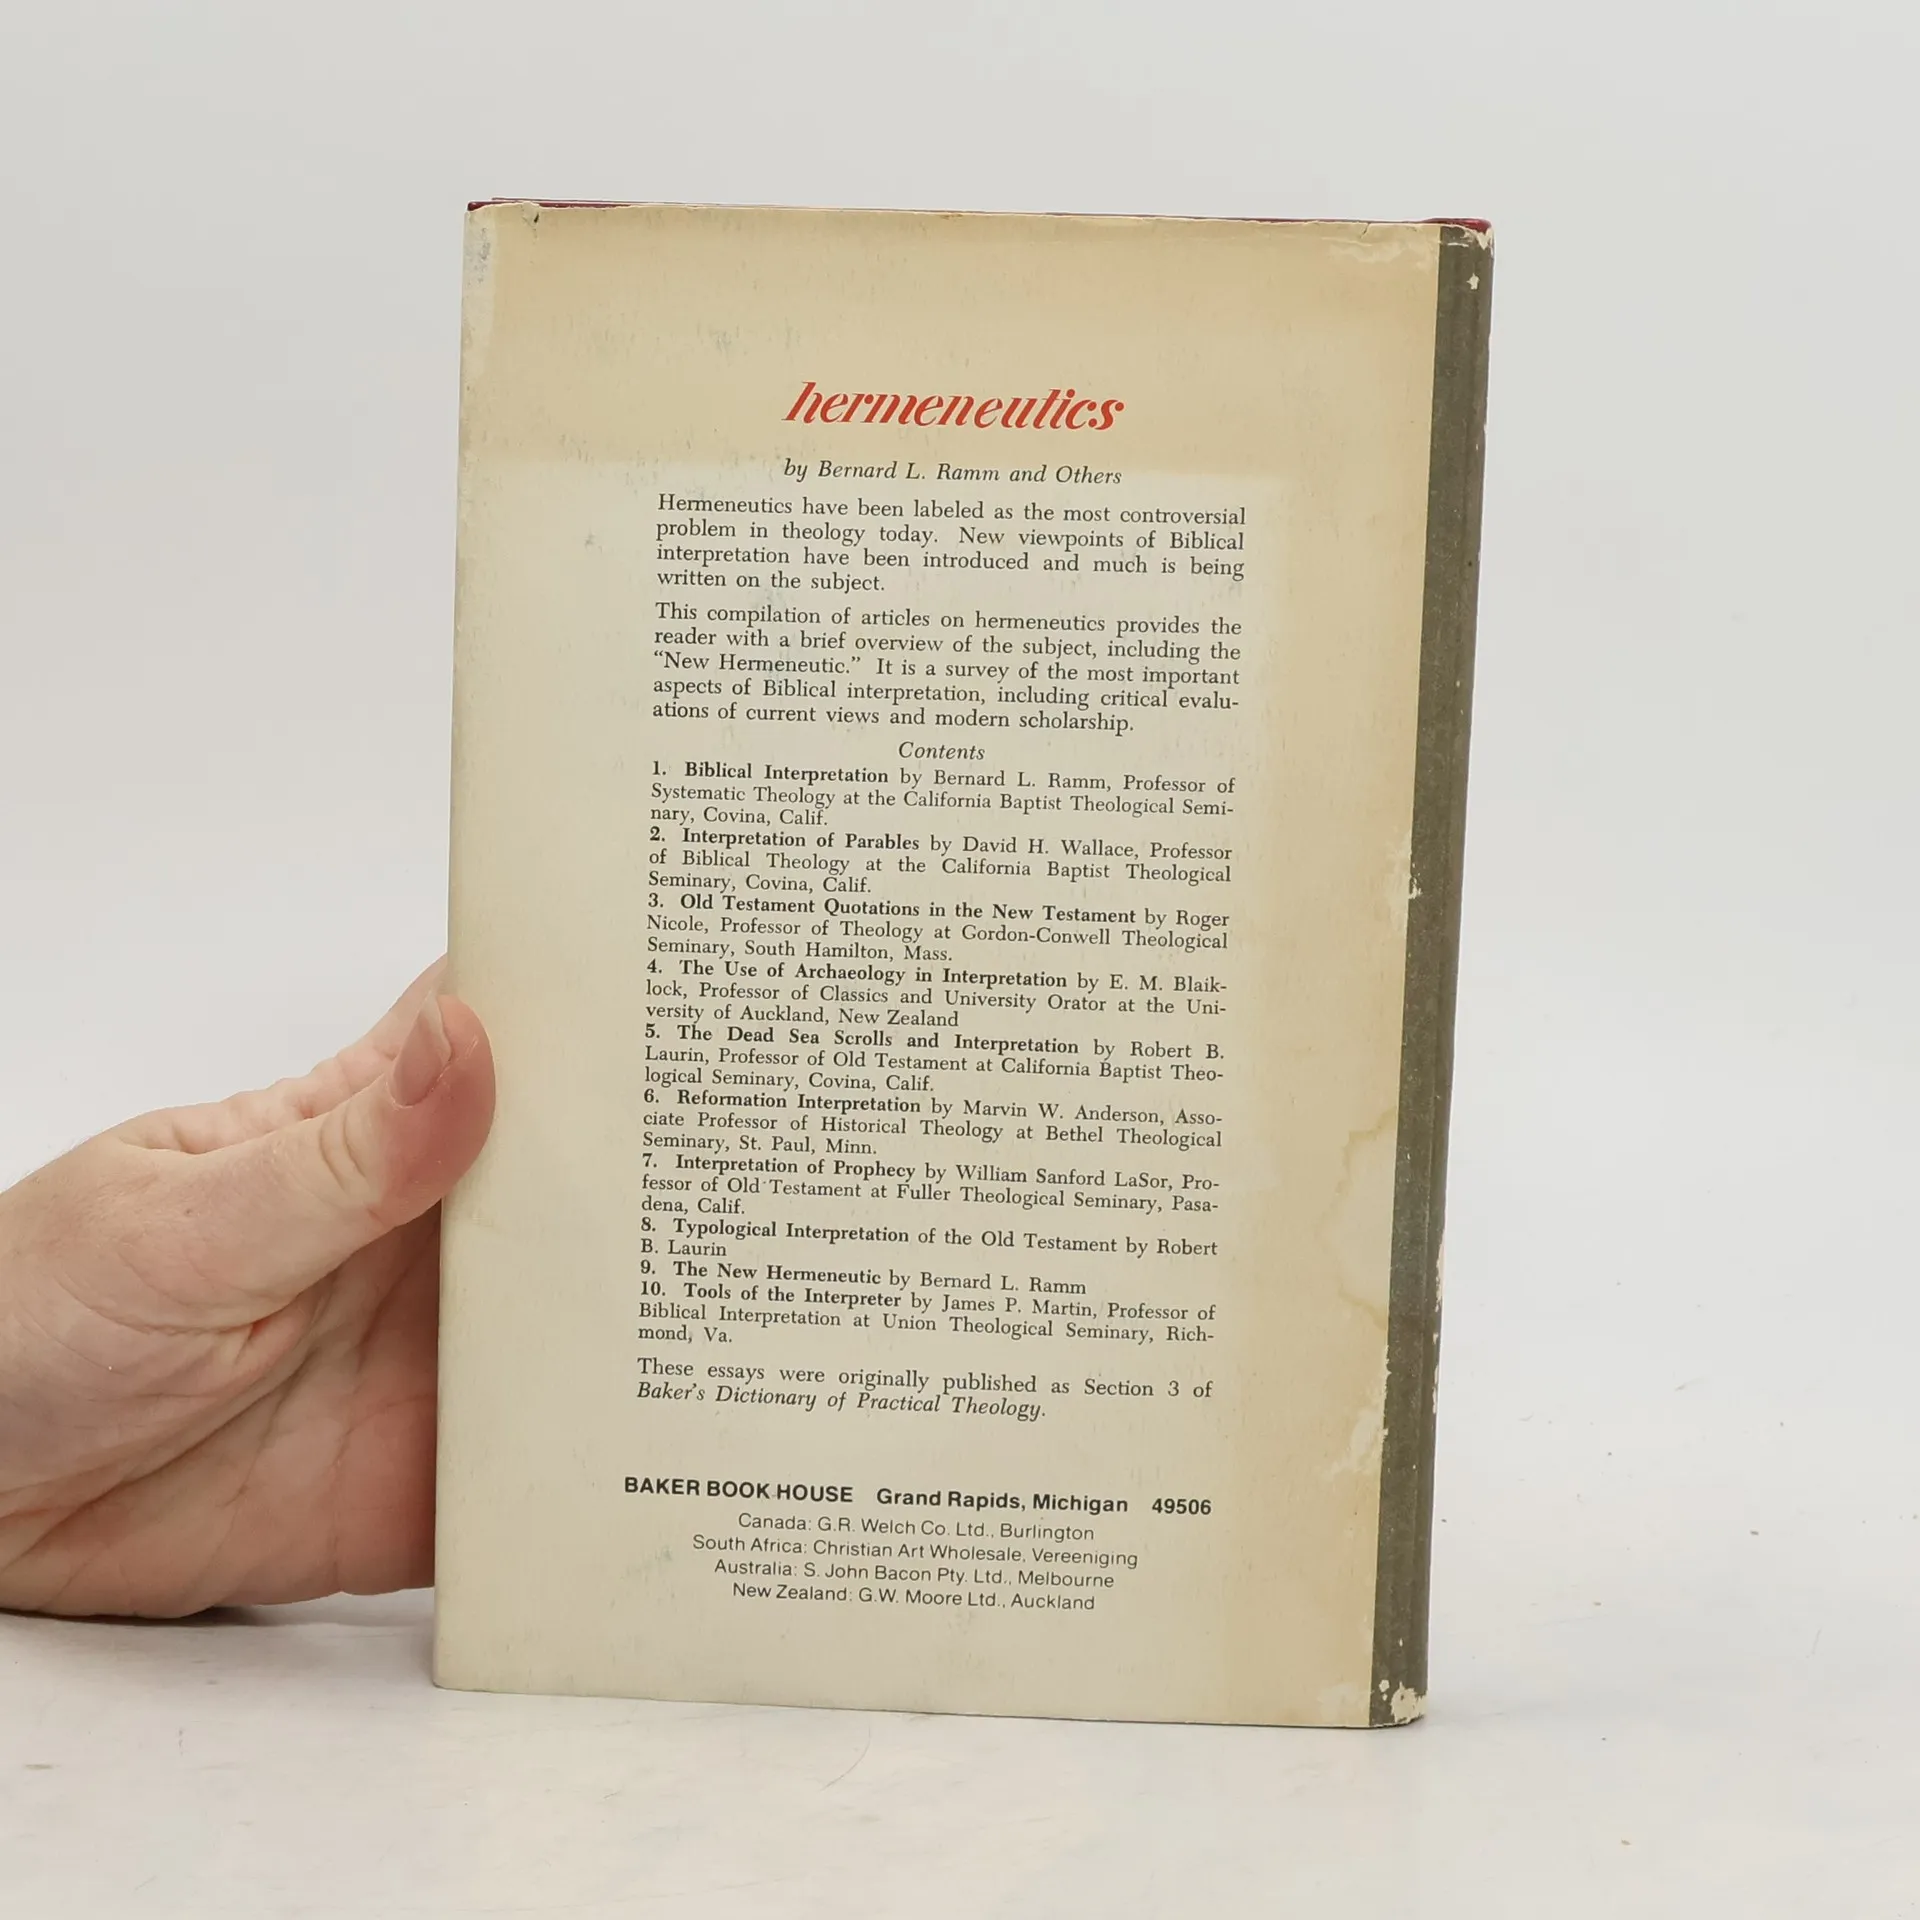 hermeneutics
by Bernard L. Ramm and Others
Hermeneutics have been labeled as the most controversial
problem in theology today. New viewpoints of Biblical
interpretation have been introduced and much is being
written on the subject.
This compilation of articles on hermeneutics provides the
reader with a brief overview of the subject, including the
“New Hermeneutic.” It is a survey of the most important
aspects of Biblical interpretation, including critical evalu-
ations of current views and modern scholarship.
Contents
1. Biblical Interpretation by Bernard L. Ramm, Professor of
Systematic Theology at the California Baptist Theological Semi-
nary, Covina, Calif.
2. Interpretation of Parables by David H. Wallace, Professor
of Biblical Theology at the California Baptist Theological
Seminary, Covina, Calif.
3. Old Testament Quotations in the New Testament by Roger
Nicole, Professor of Theology at Gordon-Conwell Theological
Seminary, South Hamilton, Mass.
4. The Use of Archaeology in Interpretation by E. M. Blaik-
lock, Professor of Classics and University Orator at the Uni-
versity of Auckland, New Zealand
5. The Dead Sea Scrolls and Interpretation by Robert B.
Laurin, Professor of Old Testament at California Baptist Theo-
logical Seminary, Covina, Calif.
6. Reformation Interpretation by Marvin W. Anderson, Asso-
ciate Professor of Historical Theology at Bethel Theological
Seminary, St. Paul, Minn.
7. Interpretation of Prophecy by William Sanford LaSor, Pro-
fessor of Old Testament at Fuller Theological Seminary, Pasa-
dena, Calif.
8. Typological Interpretation of the Old Testament by Robert
B. Laurin
9. The New Hermeneutic by Bernard L. Ramm
10. Tools of the Interpreter by James P. Martin, Professor of
Biblical Interpretation at Union Theological Seminary, Rich-
mond, Va.
These essays were originally published as Section 3 of
Baker's Dictionary of Practical Theology.
BAKER BOOK HOUSE Grand Rapids, Michigan 49506
Canada: G.R. Welch Co. Ltd., Burlington
South Africa: Christian Art Wholesale, Vereeniging
Australia: S. John Bacon Pty. Ltd., Melbourne
New Zealand: G.W. Moore Ltd., Auckland